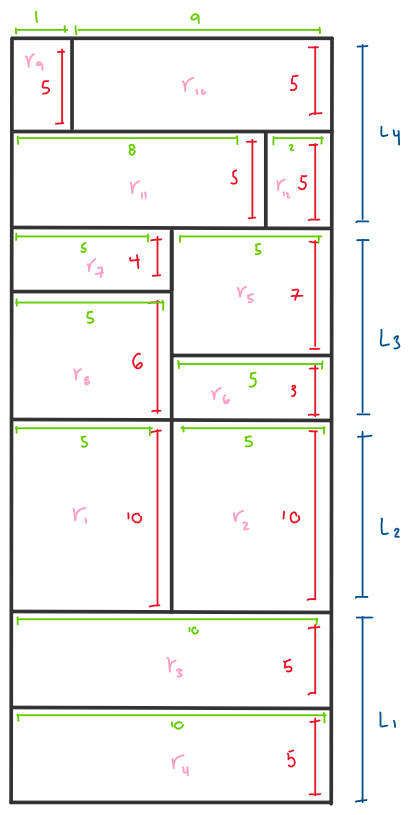 1 9
r₉ 5 r₁₀ 5
L4
8 2
r₁₁ 5 r₁₂ 5
5 5
r₇ 4 r₅ 7
L3
5
r₈ 6
5
r₆ 3
5 5
r₁ 10 r₂ 10
L2
10
r₃ 5
L1
10
r₄ 5